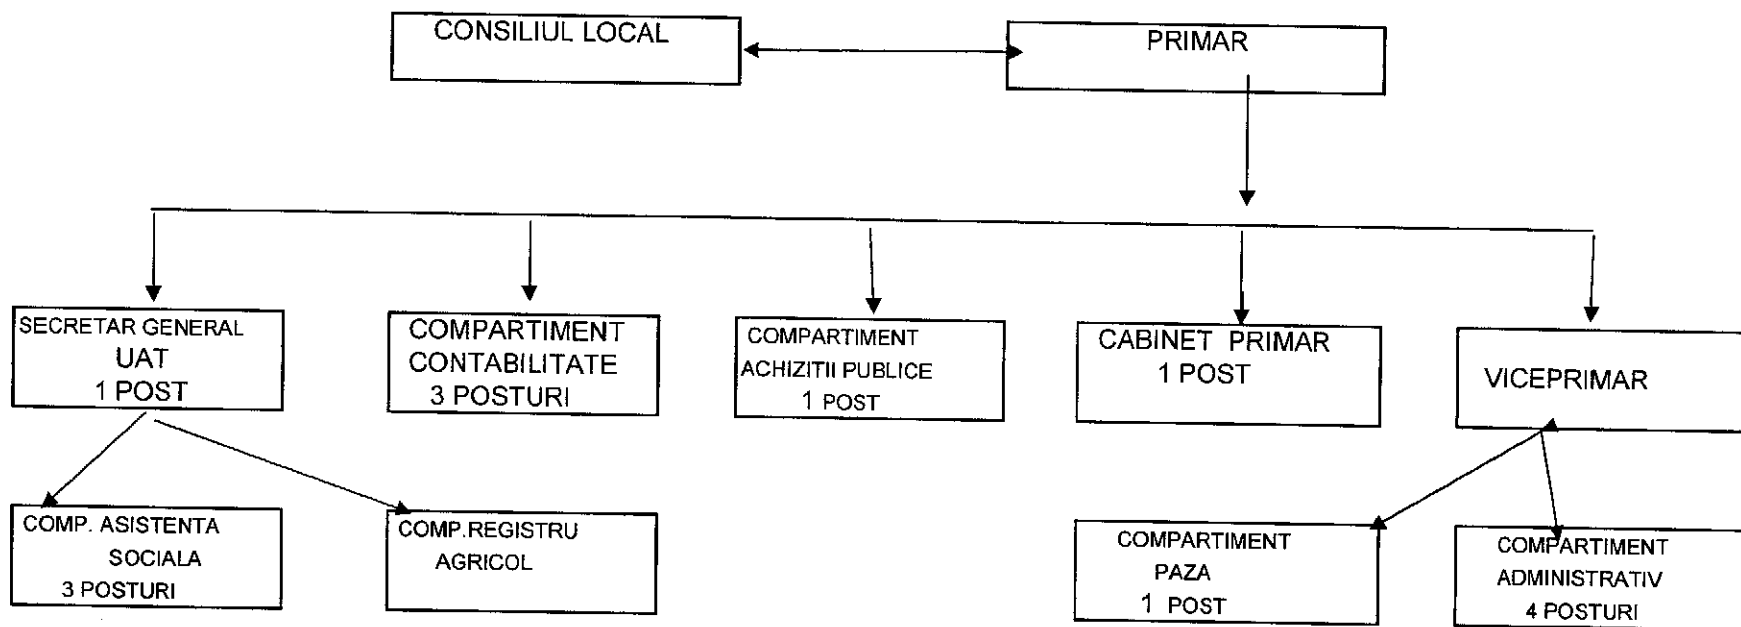 CONSILIUL LOCAL
PRIMAR
SECRETAR GENERAL
UAT
1 POST
COMPARTIMENT
CONTABILITATE
3 POSTURI
COMPARTIMENT
ACHIZITII PUBLICE
1 POST
CABINET PRIMAR
1 POST
VICEPRIMAR
COMP. ASISTENTA
SOCIALA
3 POSTURI
COMP.REGISTRU
AGRICOL
COMPARTIMENT
PAZA
1 POST
COMPARTIMENT
ADMINISTRATIV
4 POSTURI